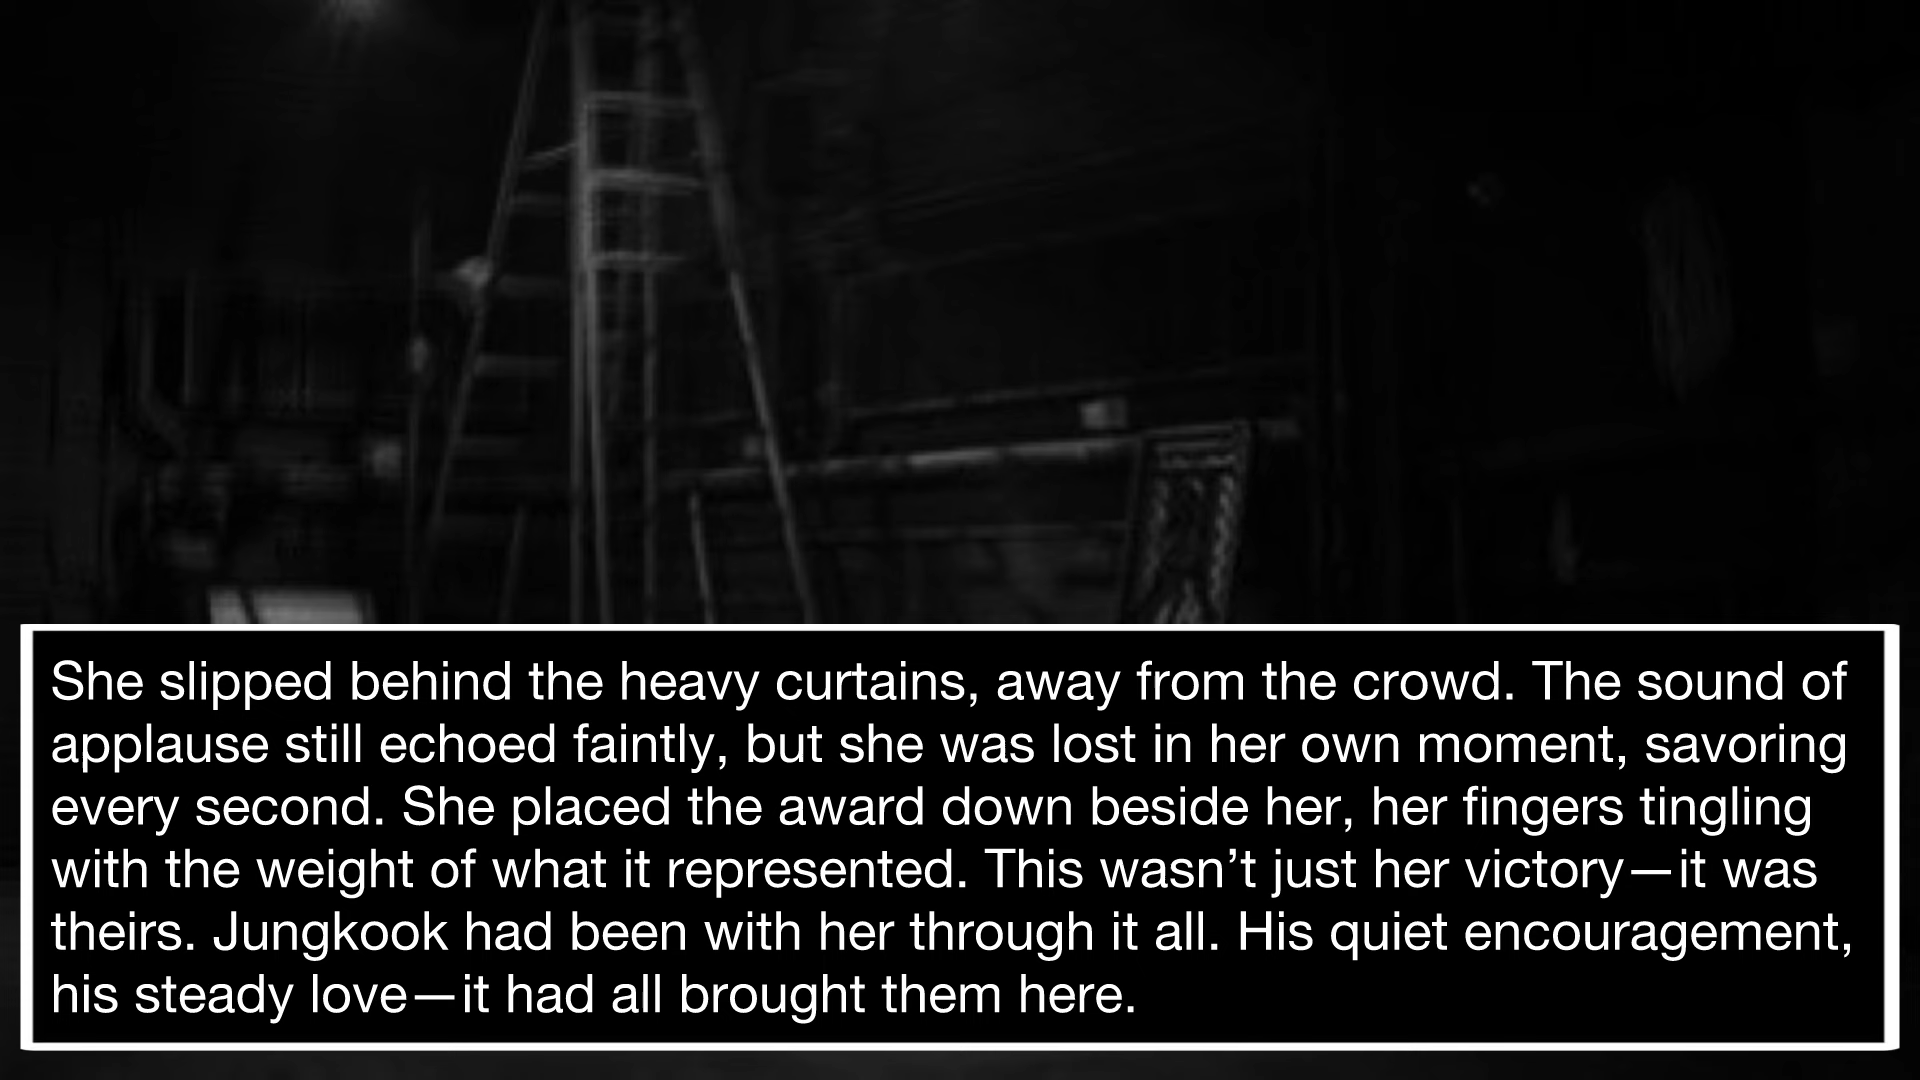 She slipped behind the heavy curtains, away from the crowd. The sound of
applause still echoed faintly, but she was lost in her own moment, savoring
every second. She placed the award down beside her, her fingers tingling
with the weight of what it represented. This wasn’t just her victory—it was
theirs. Jungkook had been with her through it all. His quiet encouragement,
his steady love—it had all brought them here.